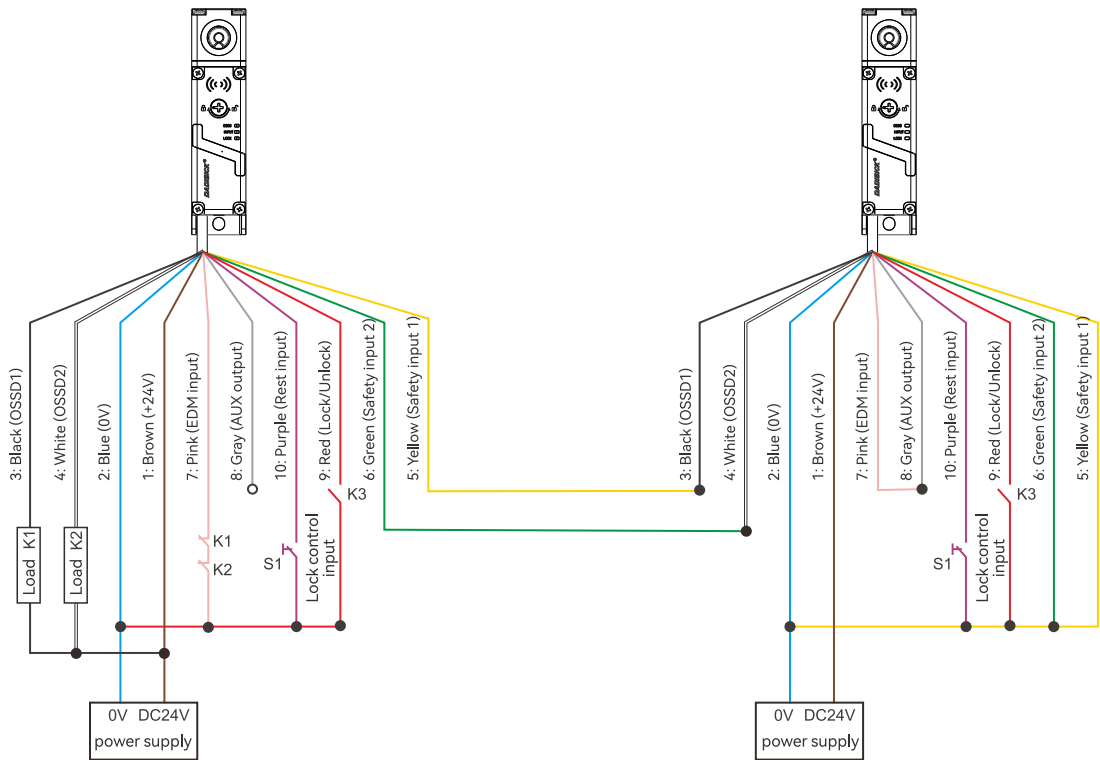 DADISICK®
3: Black (OSSD1)
4: White (OSSD2)
2: Blue (0V)
1: Brown (+24V)
7: Pink (EDM input)
8: Gray (AUX output)
10: Purple (Rest input)
9: Red (Lock/Unlock)
6: Green (Safety input 2)
5: Yellow (Safety input 1)
Load K1
Load K2
K1
K2
S1
Lock control
input
K3
0V DC24V
power supply
DADISICK®
3: Black (OSSD1)
4: White (OSSD2)
2: Blue (0V)
1: Brown (+24V)
7: Pink (EDM input)
8: Gray (AUX output)
10: Purple (Rest input)
9: Red (Lock/Unlock)
6: Green (Safety input 2)
5: Yellow (Safety input 1)
S1
Lock control
input
K3
0V DC24V
power supply